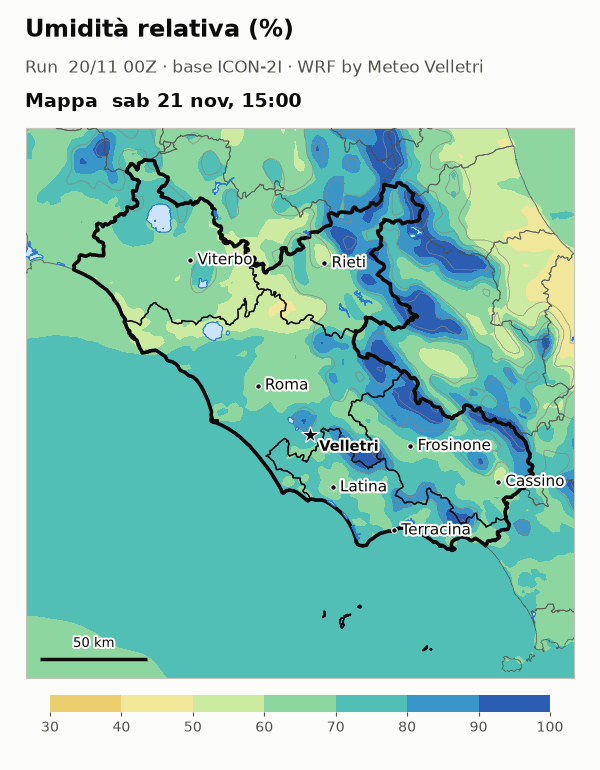 Umidità relativa (%)
Run 20/11 00Z · base ICON-2I · WRF by Meteo Velletri
Mappa sab 21 nov, 15:00
Viterbo
Rieti
Roma
Velletri
Frosinone
Latina
Cassino
Terracina
50 km
30 40 50 60 70 80 90 100